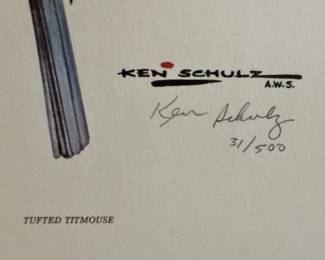 KEN SCHULZ
A.W.S.
Ken Schulz
31/500
TUFTED TITMOUSE